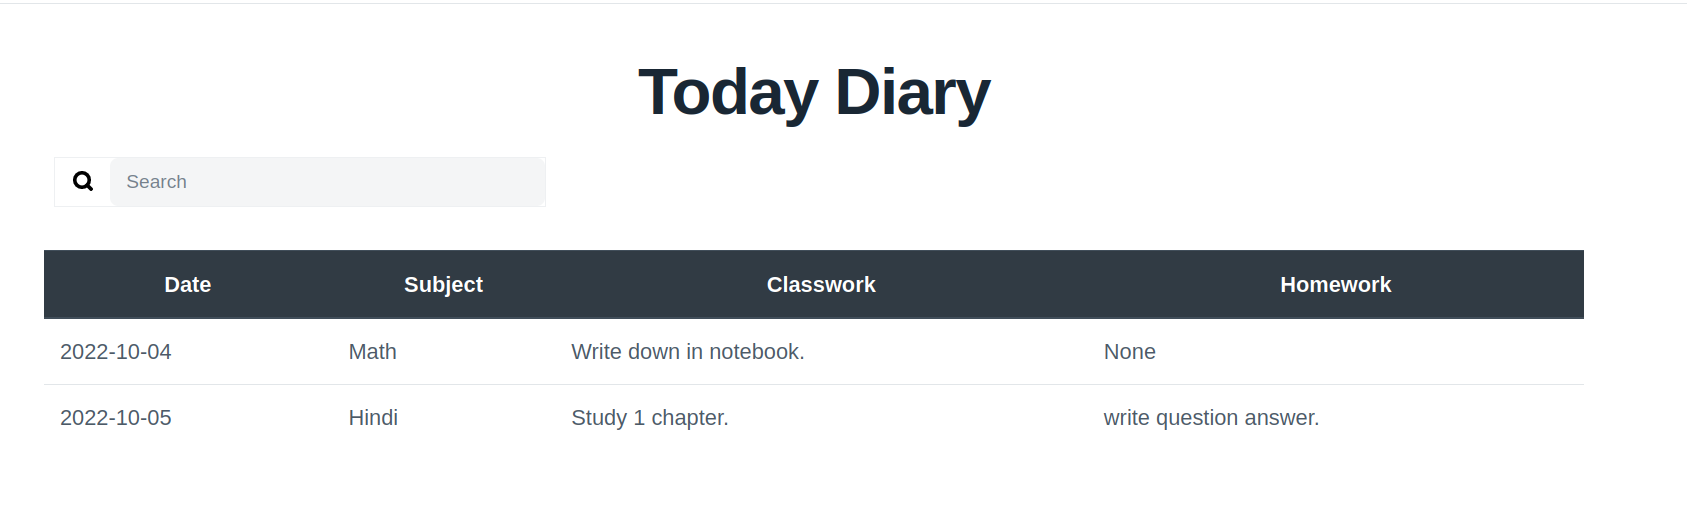 Today Diary
Search
Date Subject Classwork Homework
2022-10-04 Math Write down in notebook. None
2022-10-05 Hindi Study 1 chapter. write question answer.